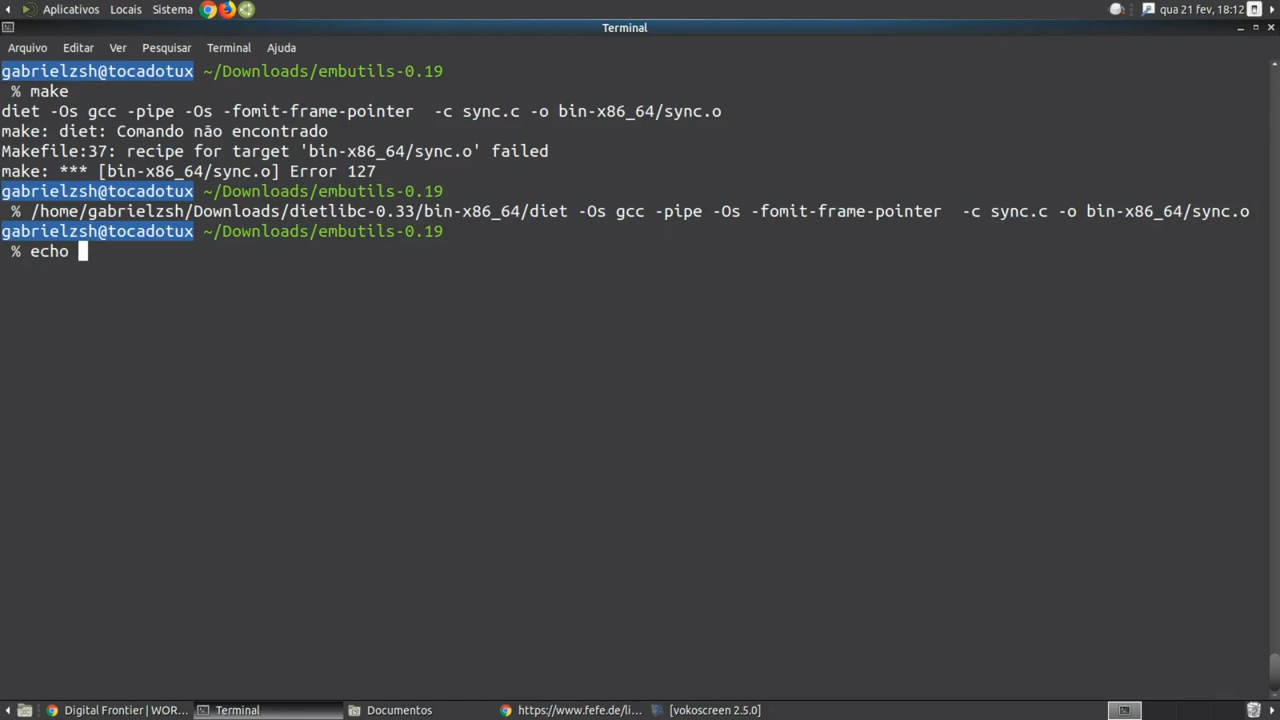 Aplicativos Locais Sistema qua 21 fev, 18:12
Terminal
Arquivo Editar Ver Pesquisar Terminal Ajuda
gabrielzsh@tocadotux ~/Downloads/embutils-0.19
% make
diet -Os gcc -pipe -Os -fomit-frame-pointer  -c sync.c -o bin-x86_64/sync.o
make: diet: Comando não encontrado
Makefile:37: recipe for target 'bin-x86_64/sync.o' failed
make: *** [bin-x86_64/sync.o] Error 127
gabrielzsh@tocadotux ~/Downloads/embutils-0.19
% /home/gabrielzsh/Downloads/dietlibc-0.33/bin-x86_64/diet -Os gcc -pipe -Os -fomit-frame-pointer  -c sync.c -o bin-x86_64/sync.o
gabrielzsh@tocadotux ~/Downloads/embutils-0.19
% echo
Digital Frontier | WOR... Terminal Documentos https://www.fefe.de/li... [vokoscreen 2.5.0]